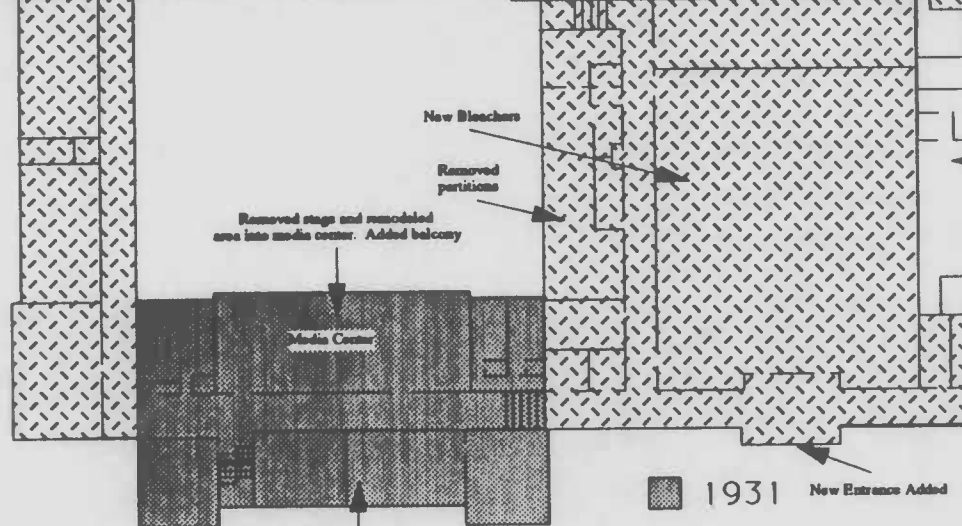 New Bleachers
Removed
partitions
Removed stage and remodeled
area into media center. Added balcony
Media Center
1931
New Entrance Added